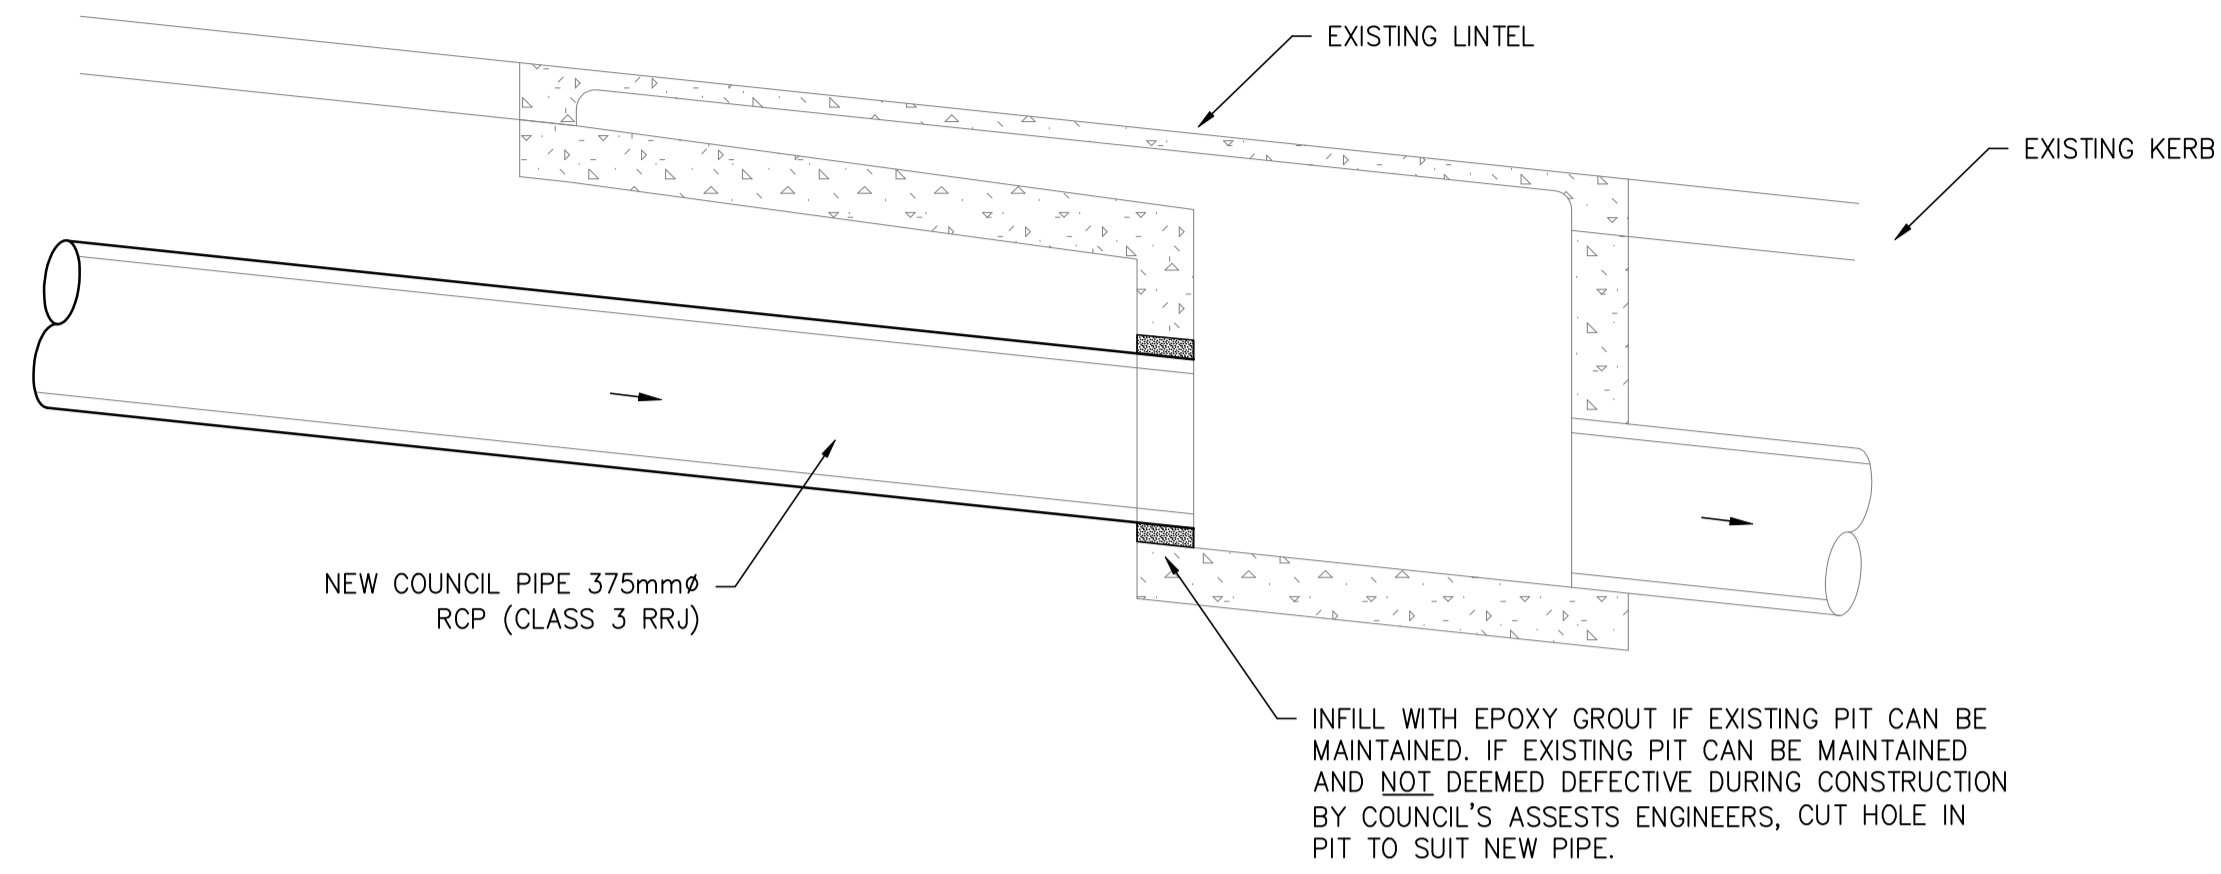 EXISTING LINTEL
EXISTING KERB
NEW COUNCIL PIPE 375mmø
RCP (CLASS 3 RRJ)
INFILL WITH EPOXY GROUT IF EXISTING PIT CAN BE
MAINTAINED. IF EXISTING PIT CAN BE MAINTAINED
AND NOT DEEMED DEFECTIVE DURING CONSTRUCTION
BY COUNCIL'S ASSESTS ENGINEERS, CUT HOLE IN
PIT TO SUIT NEW PIPE.